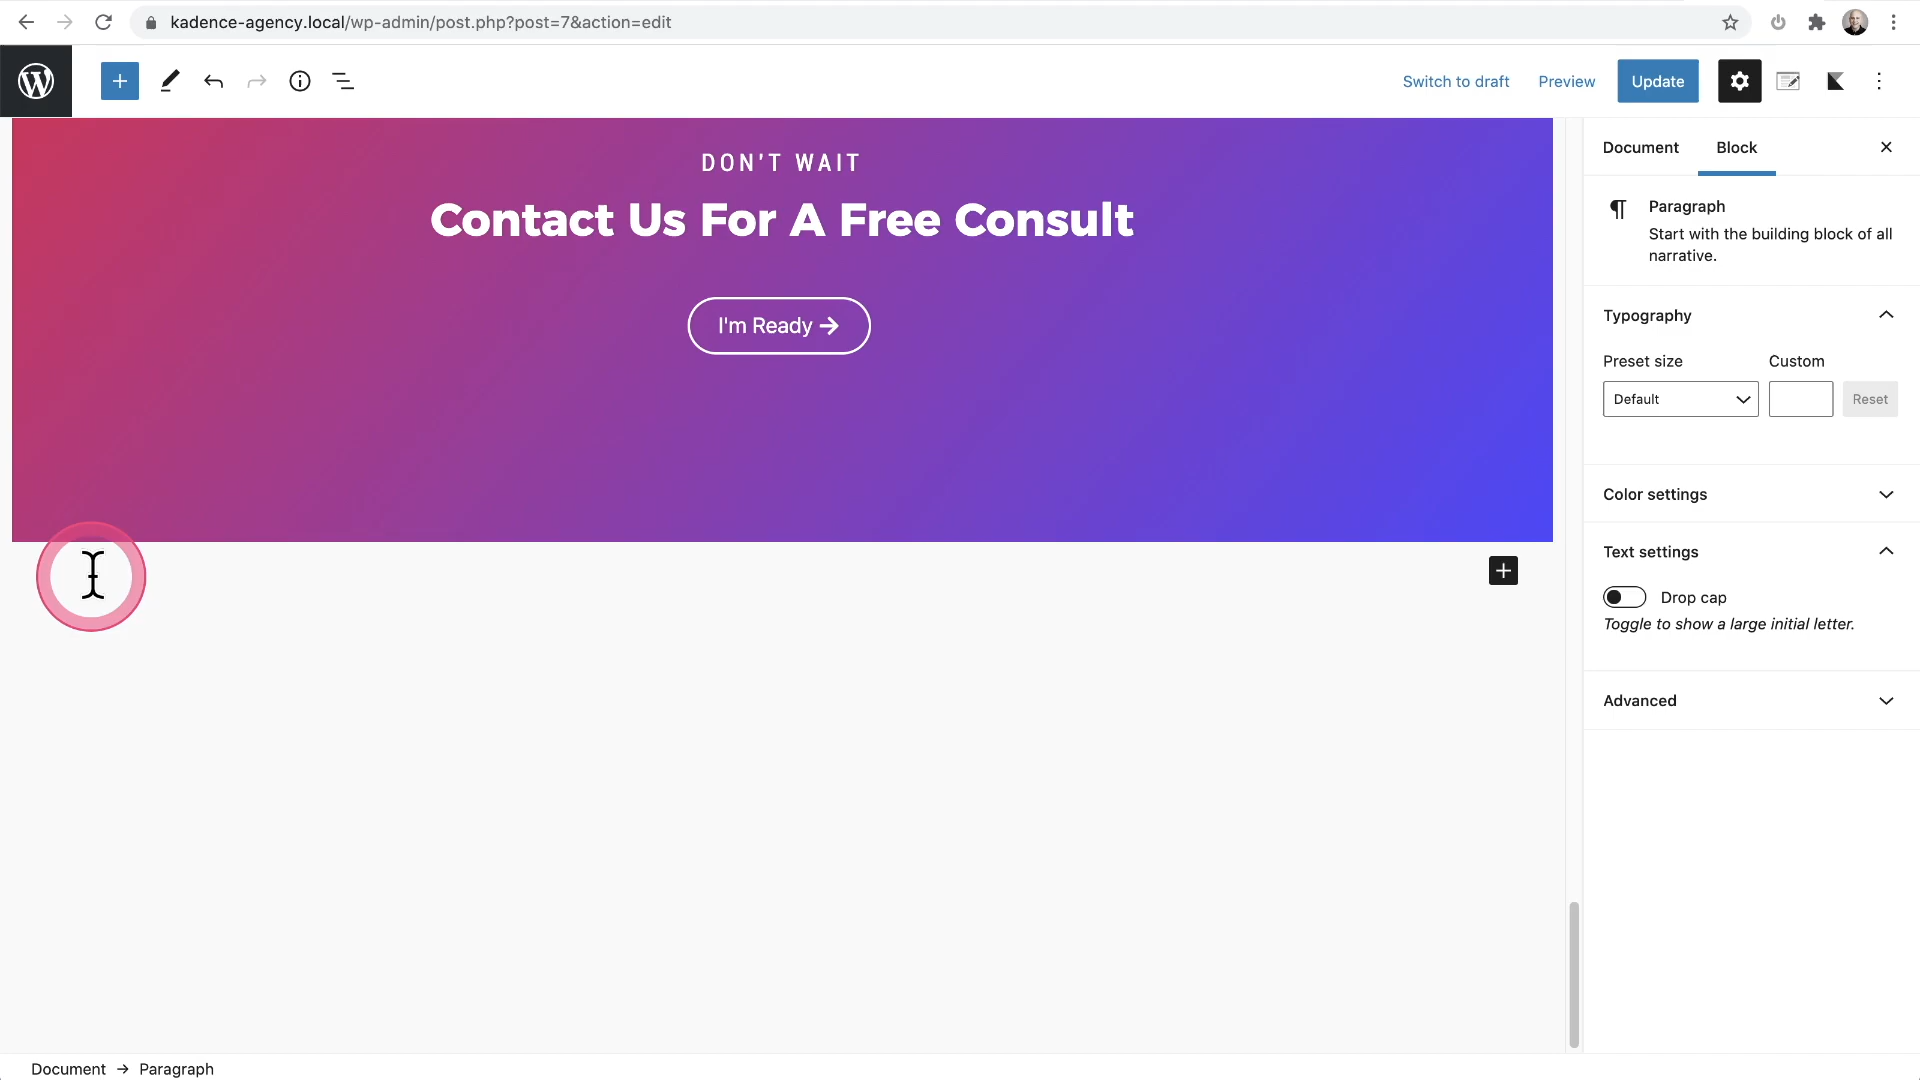 kadence-agency.local/wp-admin/post.php?post=7&action=edit
Switch to draft
Preview
Update
DON'T WAIT
Contact Us For A Free Consult
I'm Ready
Document
Block
Paragraph
Start with the building block of all
narrative.
Typography
Preset size
Custom
Default
Reset
Color settings
Text settings
Drop cap
Toggle to show a large initial letter.
Advanced
Document → Paragraph